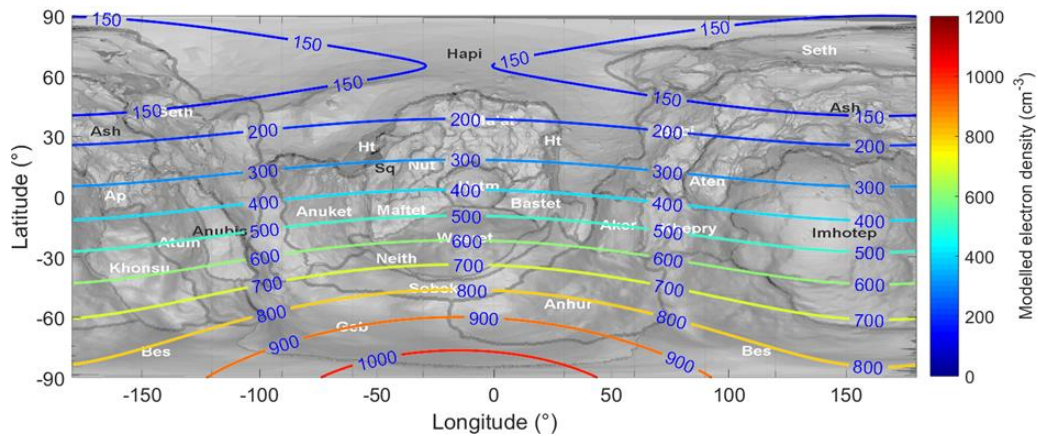 90
60
30
0
-30
-60
-90
Latitude (°)
-150
-100
-50
0
50
100
150
Longitude (°)
1200
1000
800
600
400
200
0
Modelled electron density (cm-3)
150
150
150
150
150
150
150
150
200
200
200
300
300
300
300
400
400
400
400
500
500
500
500
600
600
600
600
700
700
700
700
800
800
800
800
900
900
900
1000
Hapi
Seth
Seth
Ash
Ash
Ht
Ht
Sq
Nut
Ap
Aten
Anuket
Maftet
Bastet
Anubis
Atum
Aker
Imhotep
Khonsu
Neith
Sobek
Anhur
Geb
Bes
Bes